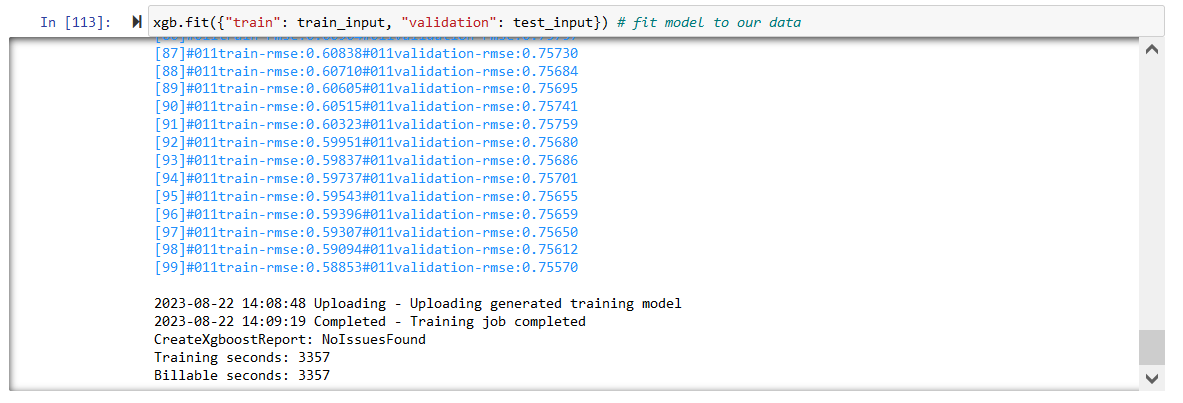 In [113]:
xgb.fit({"train": train_input, "validation": test_input}) # fit model to our data
[87]#011train-rmse:0.60838#011validation-rmse:0.75730
[88]#011train-rmse:0.60710#011validation-rmse:0.75684
[89]#011train-rmse:0.60605#011validation-rmse:0.75695
[90]#011train-rmse:0.60515#011validation-rmse:0.75741
[91]#011train-rmse:0.60323#011validation-rmse:0.75759
[92]#011train-rmse:0.59951#011validation-rmse:0.75680
[93]#011train-rmse:0.59837#011validation-rmse:0.75686
[94]#011train-rmse:0.59737#011validation-rmse:0.75701
[95]#011train-rmse:0.59543#011validation-rmse:0.75655
[96]#011train-rmse:0.59396#011validation-rmse:0.75659
[97]#011train-rmse:0.59307#011validation-rmse:0.75650
[98]#011train-rmse:0.59094#011validation-rmse:0.75612
[99]#011train-rmse:0.58853#011validation-rmse:0.75570
2023-08-22 14:08:48 Uploading - Uploading generated training model
2023-08-22 14:09:19 Completed - Training job completed
CreateXgboostReport: NoIssuesFound
Training seconds: 3357
Billable seconds: 3357